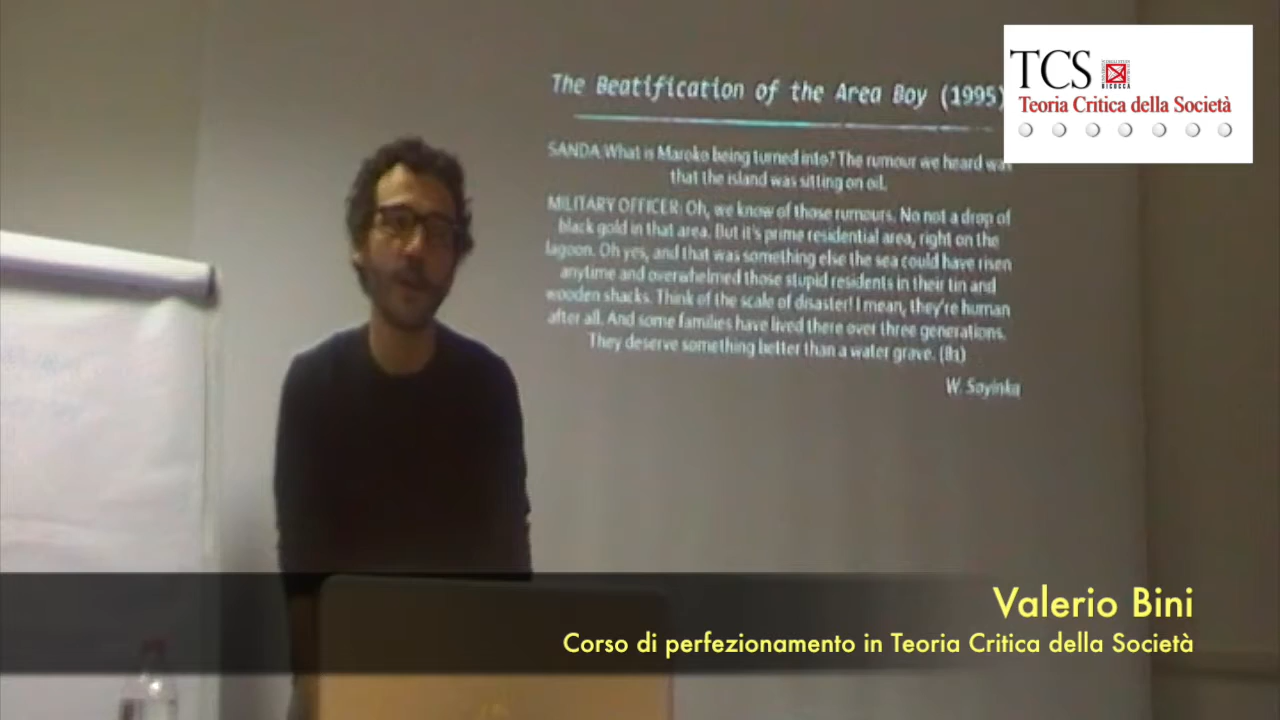 TCS
BICOCCA
Teoria Critica della Società
The Beatification of the Area Boy (1995)
SANDA: What is Maroko being turned into? The rumour we heard was
that the island was sitting on oil.
MILITARY OFFICER: Oh, we know of those rumours. No not a drop of
black gold in that area. But it's prime residential area, right on the
lagoon. Oh yes, and that was something else the sea could have risen
anytime and overwhelmed those stupid residents in their tin and
wooden shacks. Think of the scale of disaster! I mean, they're human
after all. And some families have lived there over three generations.
They deserve something better than a water grave. (81)
W. Soyinka
Valerio Bini
Corso di perfezionamento in Teoria Critica della Società